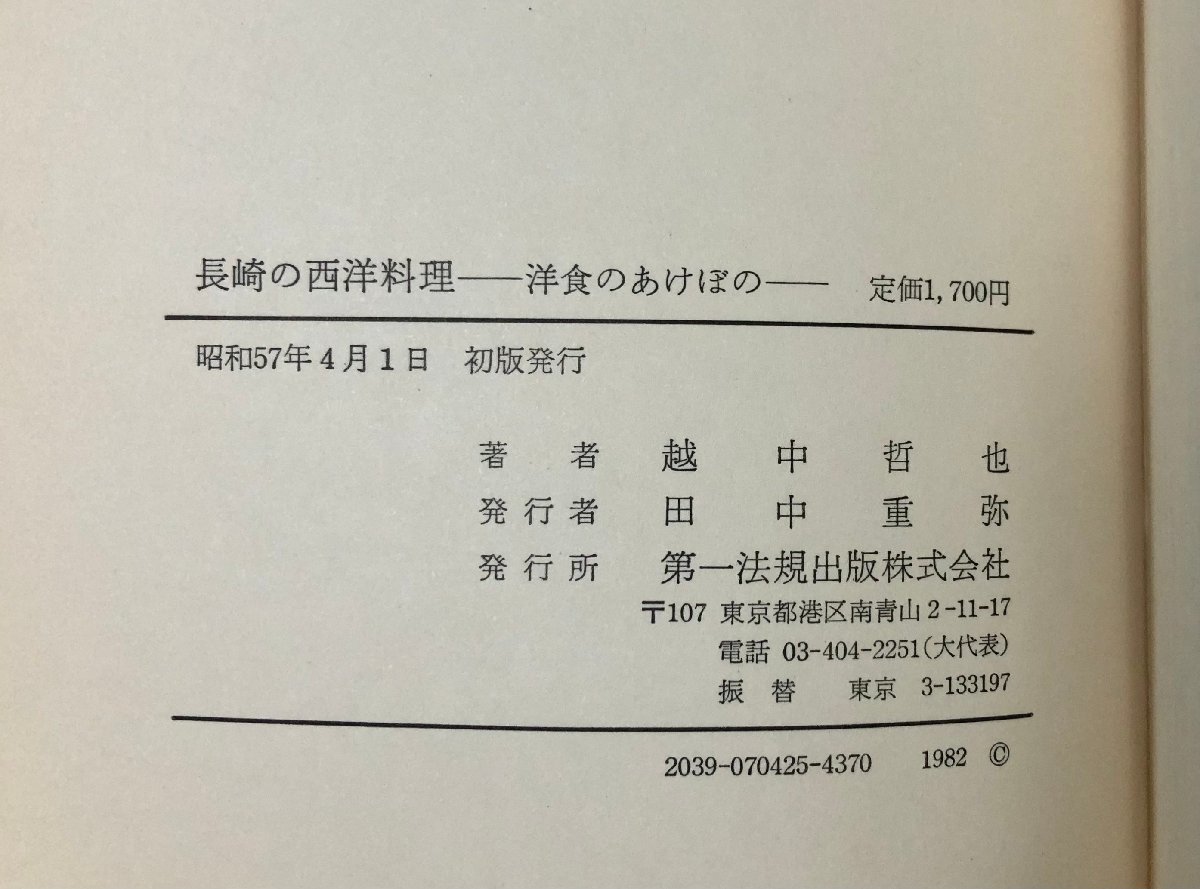 長崎の西洋料理――洋食のあけぼの―― 定価1,700円
昭和57年4月1日 初版発行
著者 越中哲也
発行者 田中重弥
発行所 第一法規出版株式会社
〒107 東京都港区南青山2-11-17
電話 03-404-2251(大代表)
振替 東京 3-133197
2039-070425-4370 1982 ©